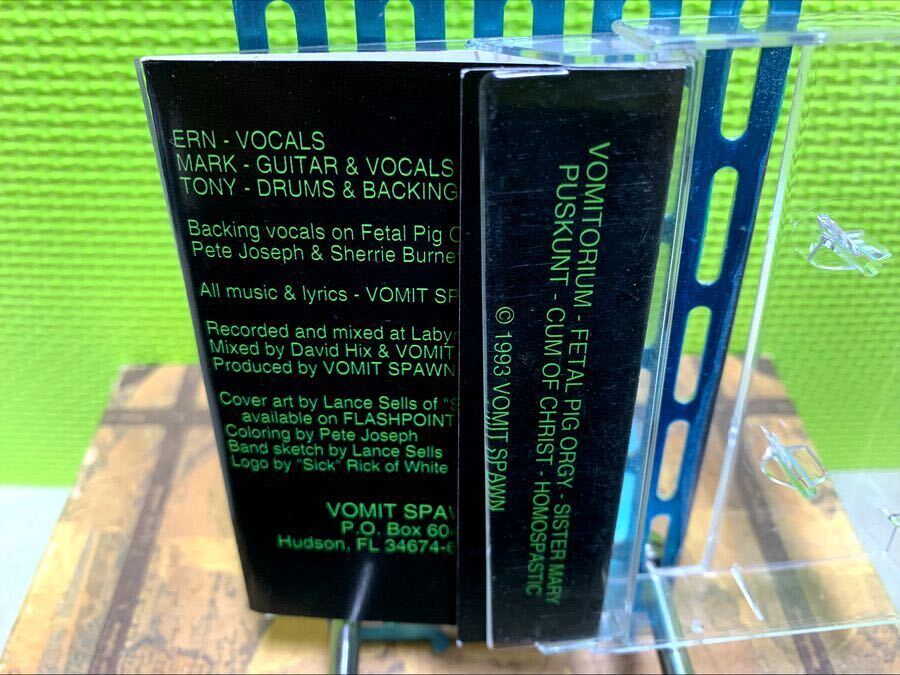 ERN - VOCALS
MARK - GUITAR & VOCALS
TONY - DRUMS & BACKING
Backing vocals on Fetal Pig
Pete Joseph & Sherrie
All music & lyrics - VOMIT
Recorded and mixed at
Mixed by David Hix & VOMIT
Produced by VOMIT SPAWN
Cover art by Lance Sells of
available on FLASHPOINT
Coloring by Pete Joseph
Band sketch by Lance Sells
Logo by "Sick" Rick of White
VOMIT
P.O. Box 60-
Hudson, FL 34674-
VOMITORIUM - FETAL PIG ORGY - SISTER MARY
PUSKUNT - CUM OF CHRIST - HOMOSPASTIC
© 1993 VOMIT SPAWN